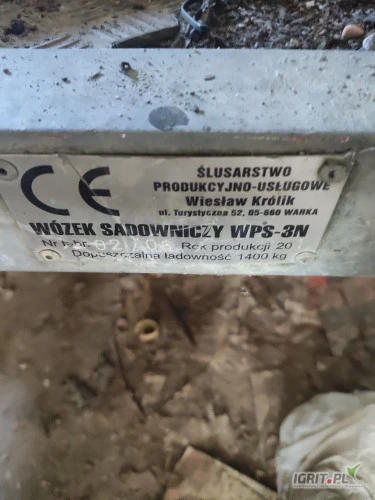 CE
ŚLUSARSTWO
PRODUKCYJNO-USŁUGOWE
Wiesław Królik
ul. Turystyczna 52, 05-660 WARKA
WÓZEK SADOWNICZY WPS-3N
Nr Rok produkcji 20
Dopuszczalna ładowność 1400 kg
IGRIT.PL